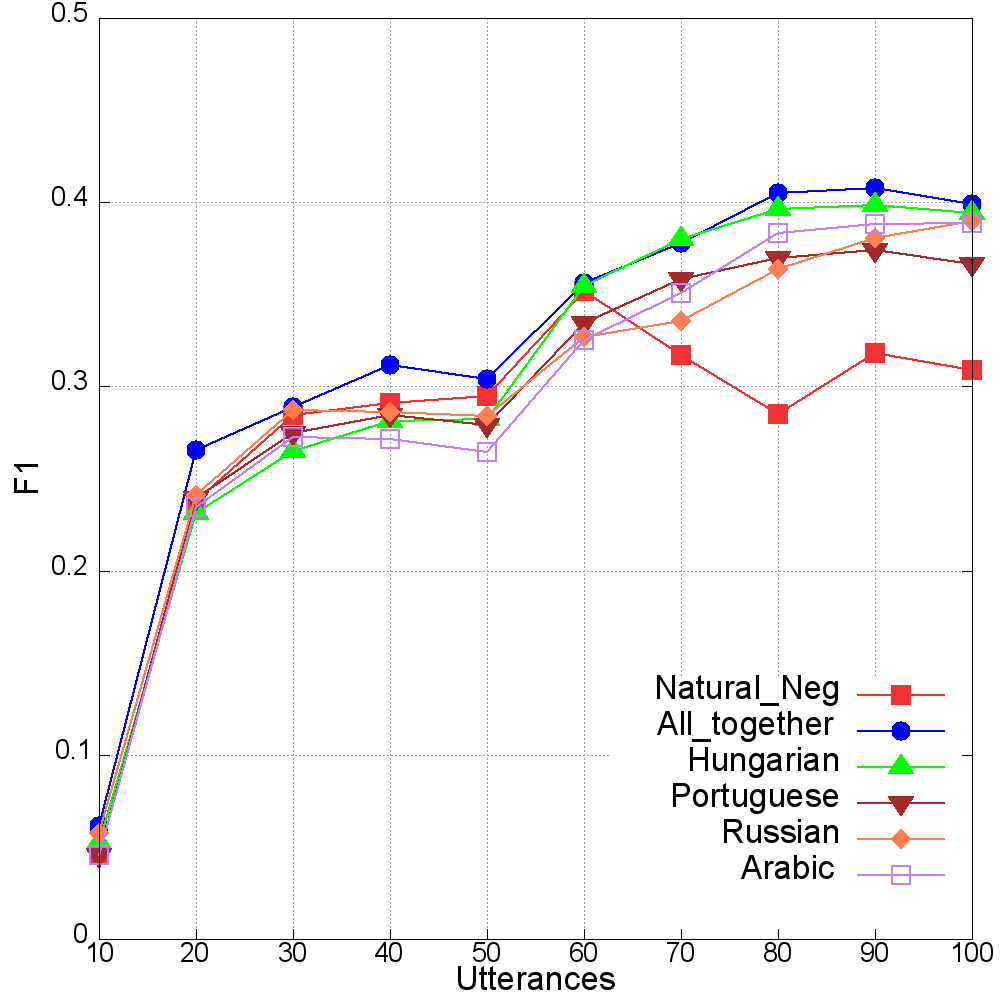 0.5
0.4
0.3
0.2
0.1
0
F1
10 20 30 40 50 60 70 80 90 100
Utterances
Natural_Neg
All_together
Hungarian
Portuguese
Russian
Arabic